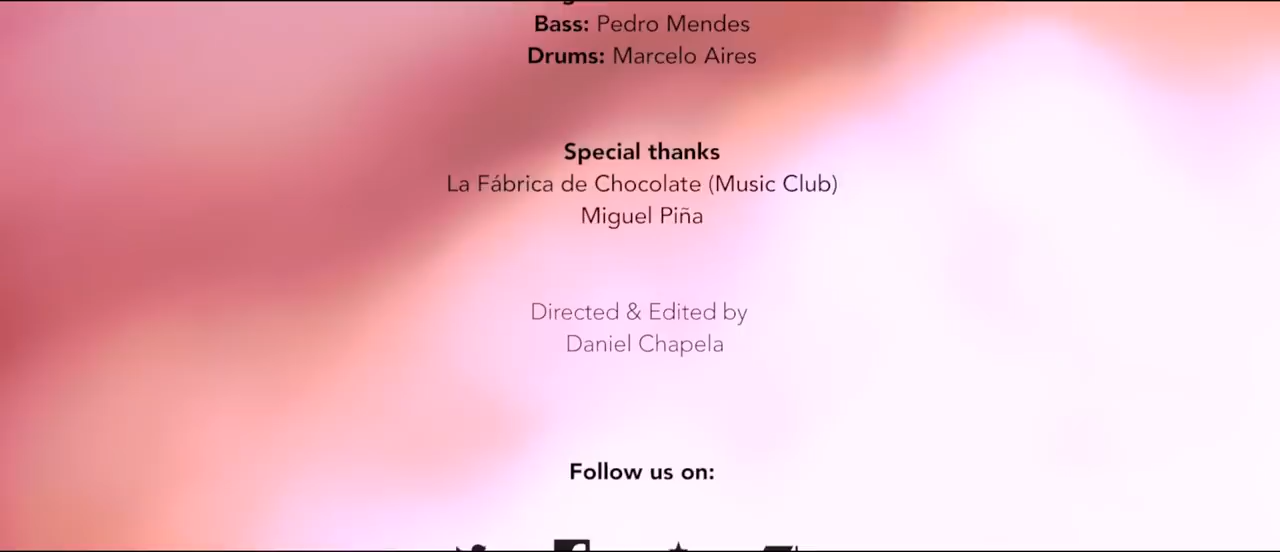 Bass: Pedro Mendes
Drums: Marcelo Aires
Special thanks
La Fábrica de Chocolate (Music Club)
Miguel Piña
Directed & Edited by
Daniel Chapela
Follow us on: